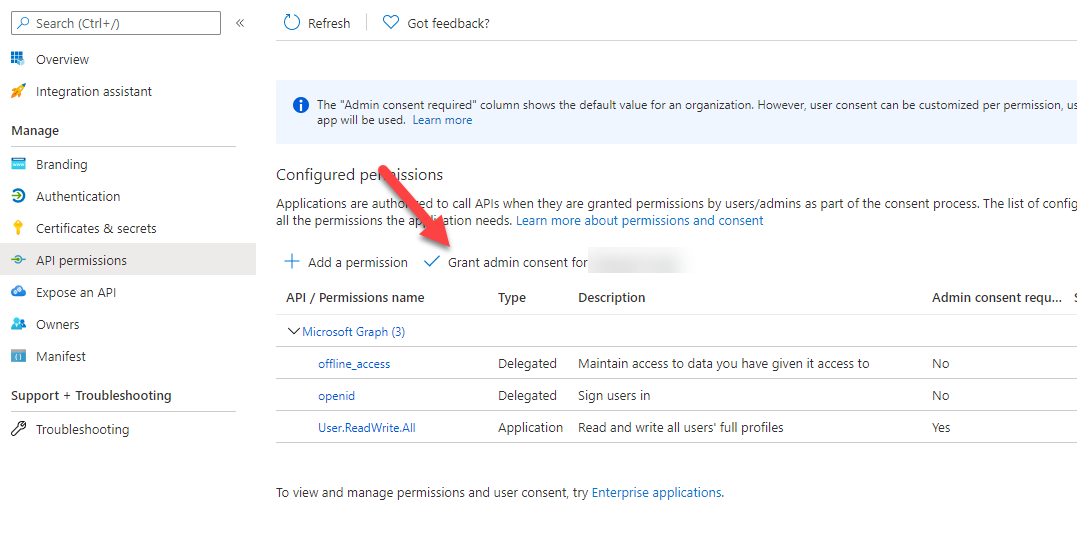 Search (Ctrl+/)
«
Overview
Integration assistant
Manage
Branding
Authentication
Certificates & secrets
API permissions
Expose an API
Owners
Manifest
Support + Troubleshooting
Troubleshooting
Refresh
Got feedback?
The "Admin consent required" column shows the default value for an organization. However, user consent can be customized per permission, us
app will be used. Learn more
Configured permissions
Applications are authorized to call APIs when they are granted permissions by users/admins as part of the consent process. The list of config
all the permissions the application needs. Learn more about permissions and consent
Add a permission Grant admin consent for
API / Permissions name Type Description Admin consent requ... S
Microsoft Graph (3)
offline_access Delegated Maintain access to data you have given it access to No
openid Delegated Sign users in No
User.ReadWrite.All Application Read and write all users' full profiles Yes
To view and manage permissions and user consent, try Enterprise applications.